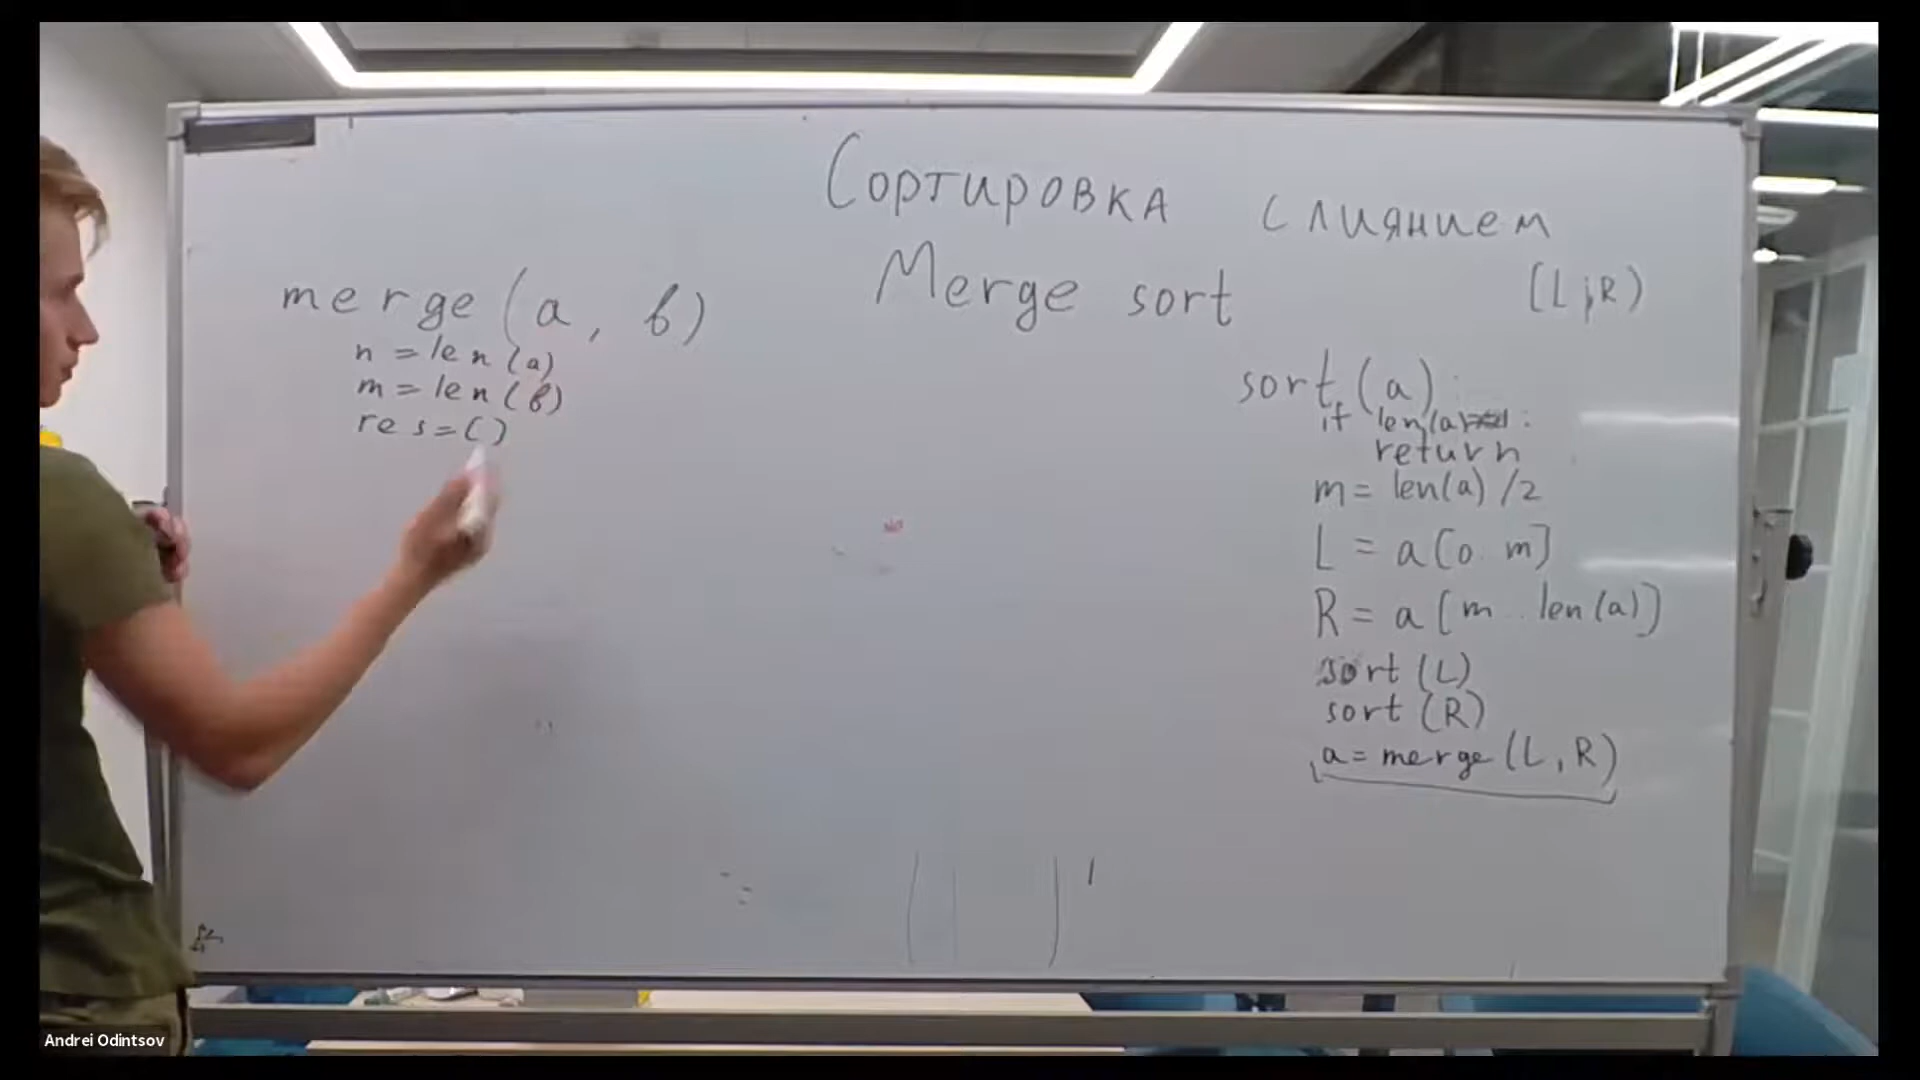 Сортировка слиянием
Merge sort
[L, R)
merge(a, b)
n = len(a)
m = len(b)
res = []
sort(a):
if len(a) :
return
m = len(a) /2
L = a[0..m]
R = a[m..len(a)]
sort(L)
sort(R)
a = merge(L, R)
Andrei Odintsov